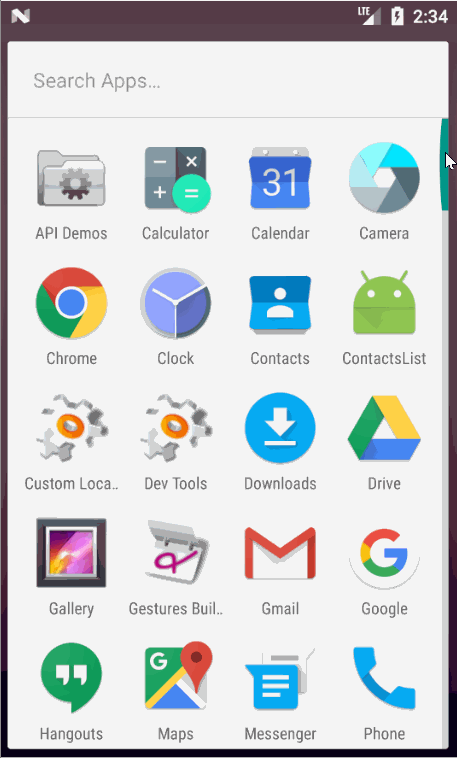 LTE 2:34
Search Apps...
31
API Demos Calculator Calendar Camera
Chrome Clock Contacts ContactsList
Custom Loca.. Dev Tools Downloads Drive
Gallery Gestures Buil.. Gmail Google
G
Hangouts Maps Messenger Phone